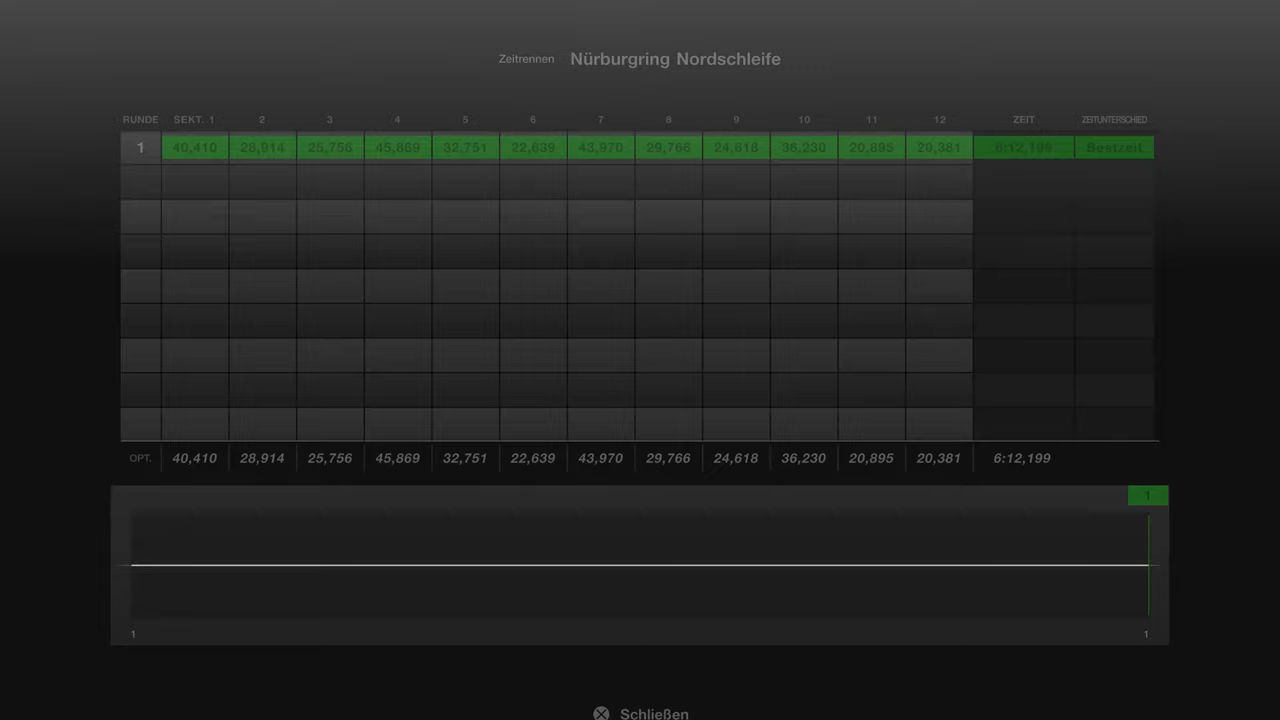 Zeitrennen Nürburgring Nordschleife
RUNDE SEKT. 1 2 3 4 5 6 7 8 9 10 11 12 ZEIT ZEITUNTERSCHIED
1 40,410 28,914 25,756 45,869 32,751 22,639 43,970 29,766 24,618 36,230 20,895 20,381 6:12,199 Bestzeit
OPT. 40,410 28,914 25,756 45,869 32,751 22,639 43,970 29,766 24,618 36,230 20,895 20,381 6:12,199
1
1 1
Schließen